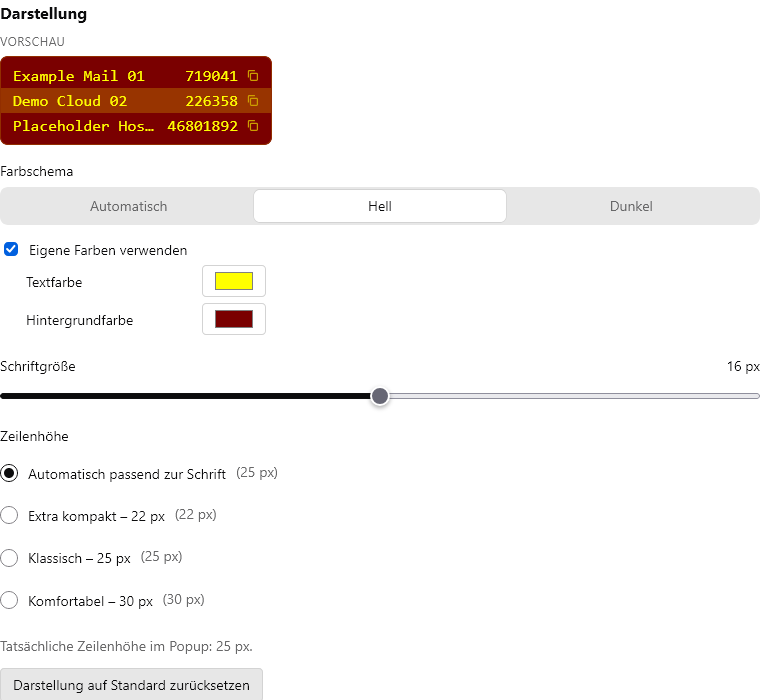 Darstellung
VORSCHAU
Example Mail 01 719041
Demo Cloud 02 226358
Placeholder Hos… 46801892
Farbschema
Automatisch Hell Dunkel
Eigene Farben verwenden
Textfarbe
Hintergrundfarbe
Schriftgröße 16 px
Zeilenhöhe
Automatisch passend zur Schrift (25 px)
Extra kompakt – 22 px (22 px)
Klassisch – 25 px (25 px)
Komfortabel – 30 px (30 px)
Tatsächliche Zeilenhöhe im Popup: 25 px.
Darstellung auf Standard zurücksetzen